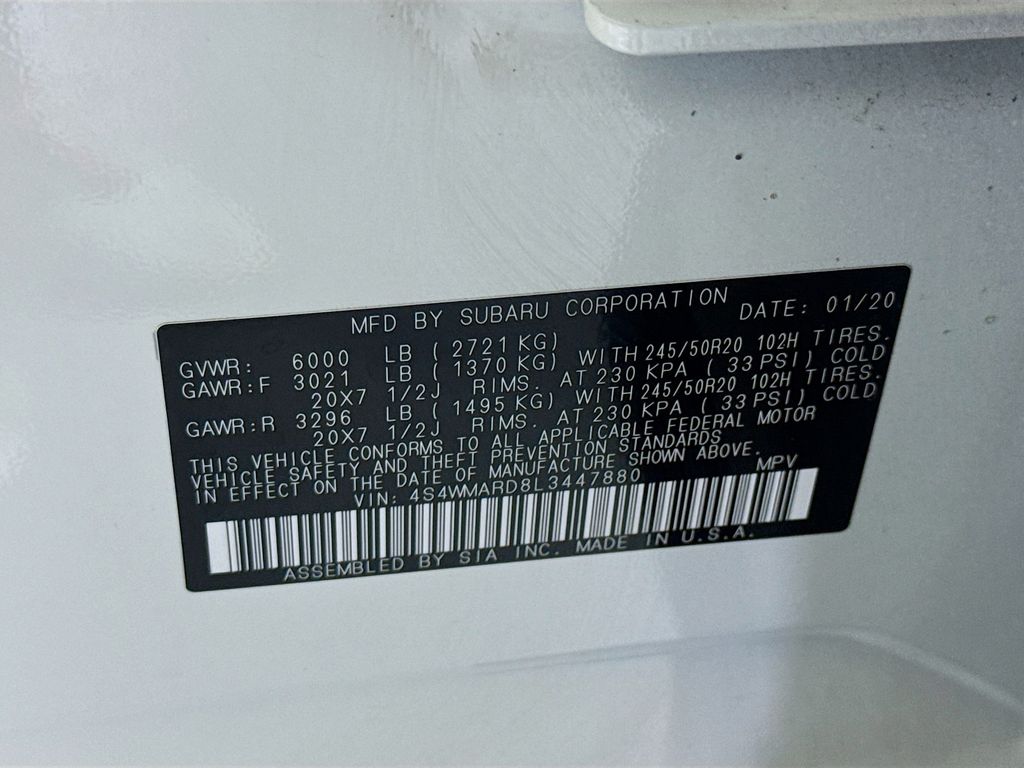 MFD BY SUBARU CORPORATION DATE: 01/20
GVWR: 6000 LB ( 2721 KG)
GAWR:F 3021 LB ( 1370 KG) WITH 245/50R20 102H TIRES.
20X7 1/2J RIMS. AT 230 KPA ( 33 PSI) COLD
GAWR:R 3296 LB ( 1495 KG) WITH 245/50R20 102H TIRES.
20X7 1/2J RIMS. AT 230 KPA ( 33 PSI) COLD
THIS VEHICLE CONFORMS TO ALL APPLICABLE FEDERAL MOTOR
VEHICLE SAFETY AND THEFT PREVENTION STANDARDS
IN EFFECT ON THE DATE OF MANUFACTURE SHOWN ABOVE.
VIN: 4S4WMARD8L3447880 MPV
ASSEMBLED BY SIA INC. MADE IN U.S.A.